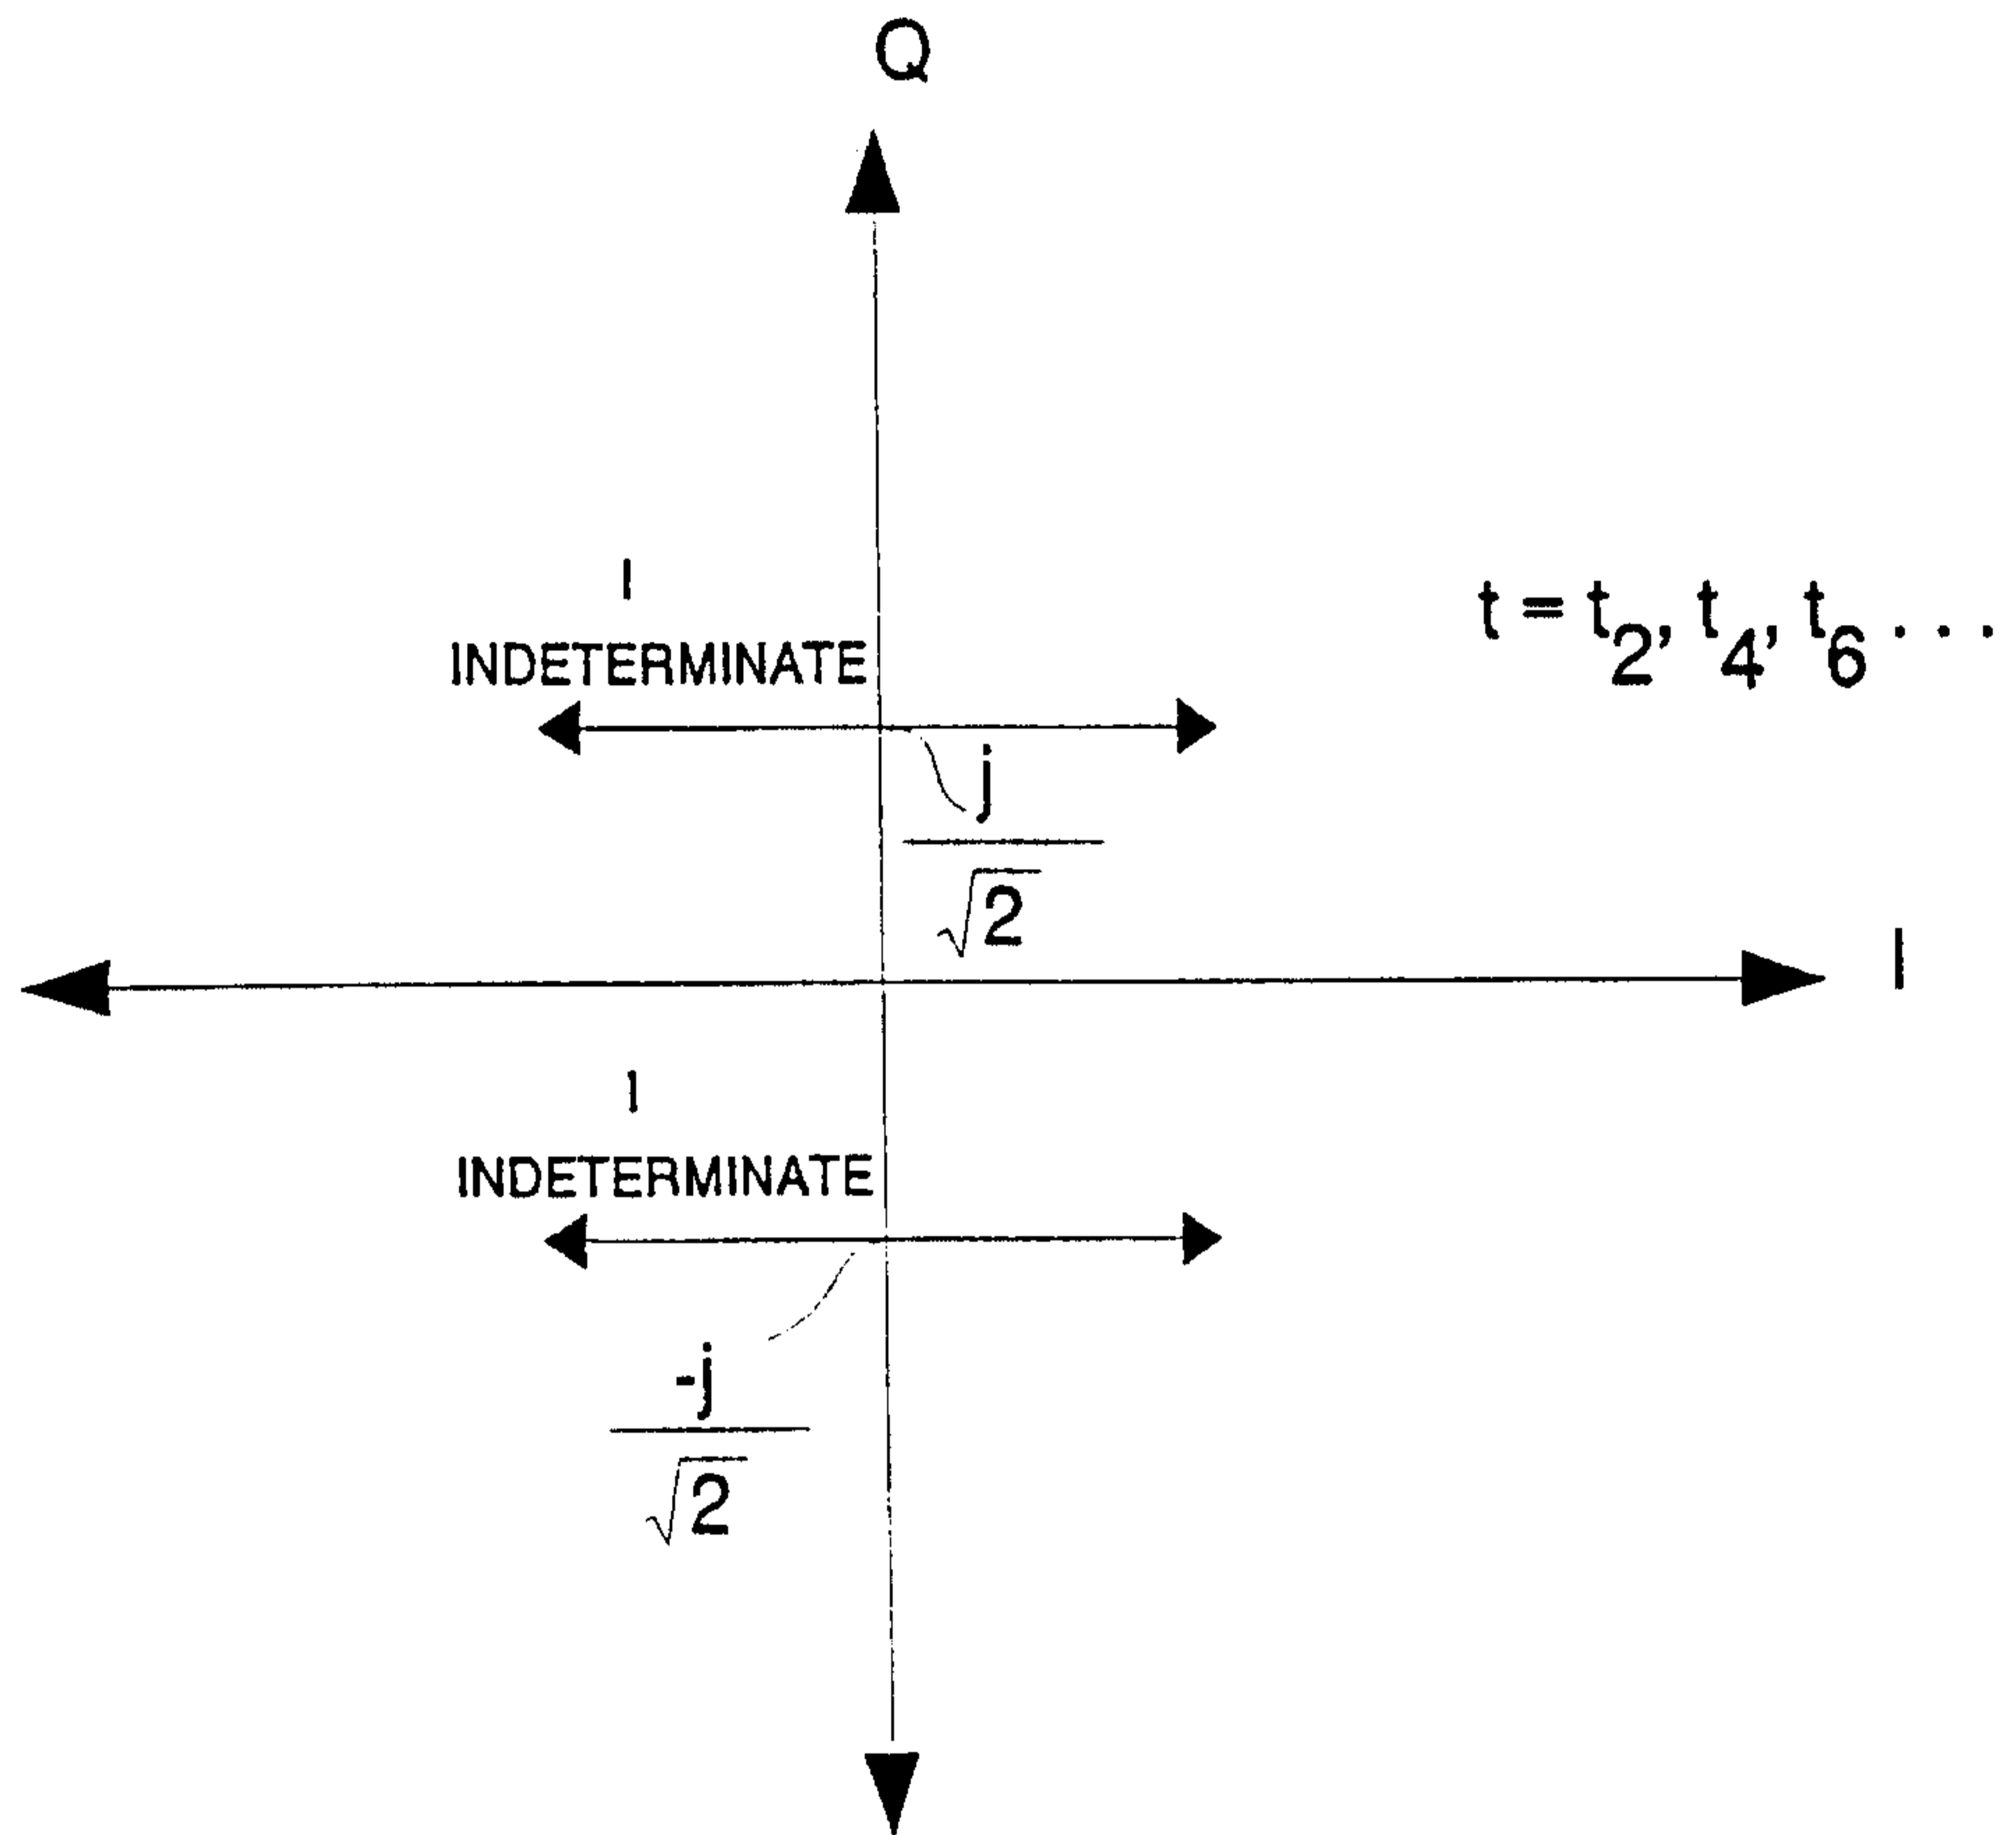 Q
I
INDETERMINATE
t = t2, t4, t6 . . .
j
√2
I
I
INDETERMINATE
-j
√2